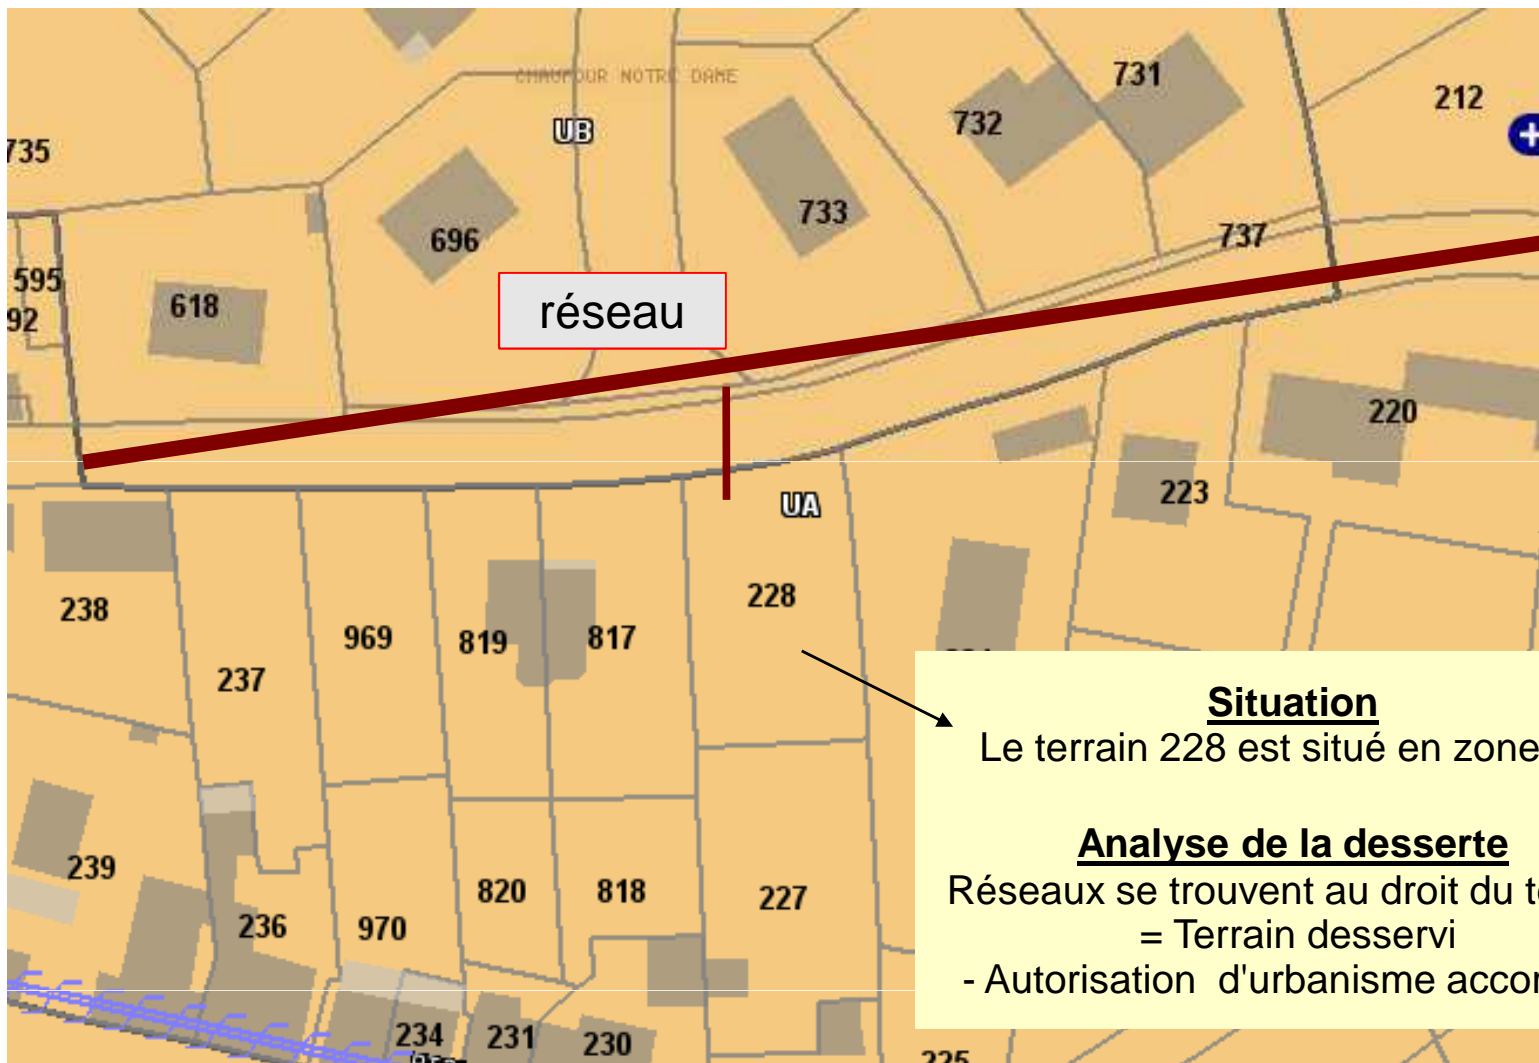 CHAUFOUR NOTRE DAME
UB
731
212
732
735
733
696
737
595
92
618
réseau
220
223
UA
238
228
969
819
817
237
Situation
Le terrain 228 est situé en zone
Analyse de la desserte
Réseaux se trouvent au droit du
= Terrain desservi
- Autorisation d'urbanisme
239
820
818
227
236
970
234
231
230
225